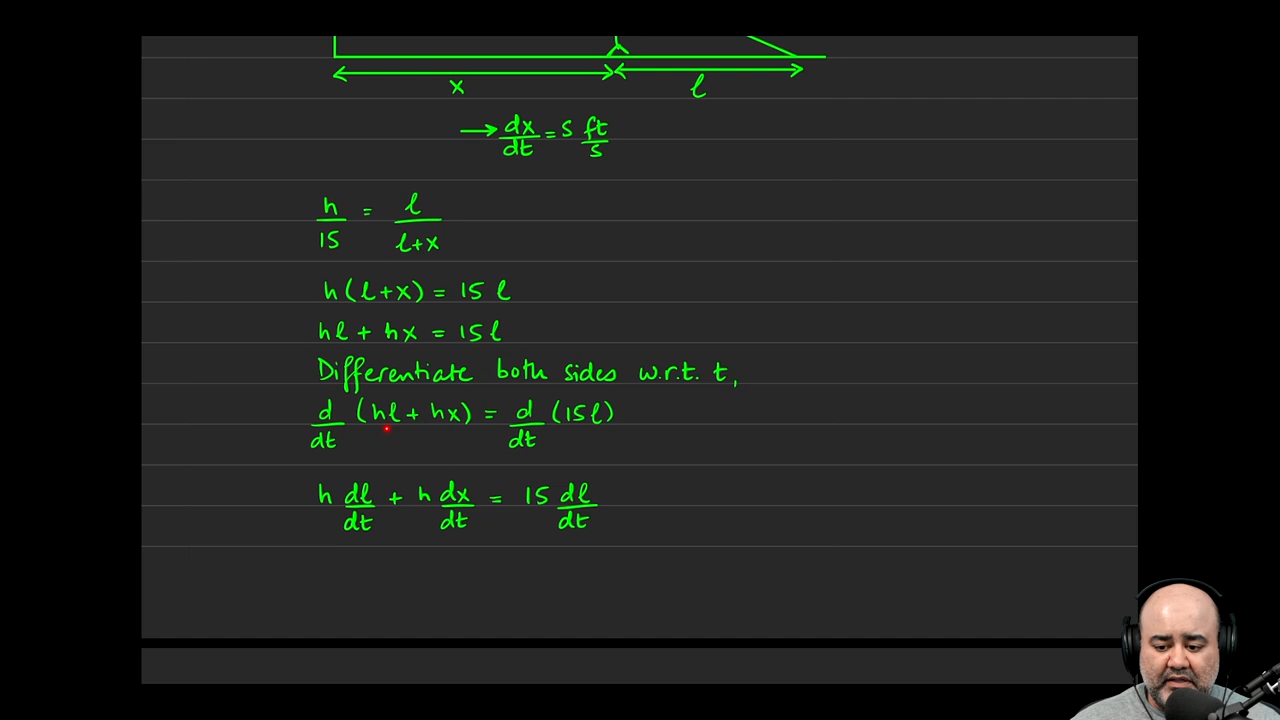 x
l
→ dx/dt = 5 ft/s
h/15 = l/l+x
h(l+x) = 15 l
hl + hx = 15l
Differentiate both sides w.r.t. t,
d/dt (hl + hx) = d/dt (15l)
h dl/dt + h dx/dt = 15 dl/dt